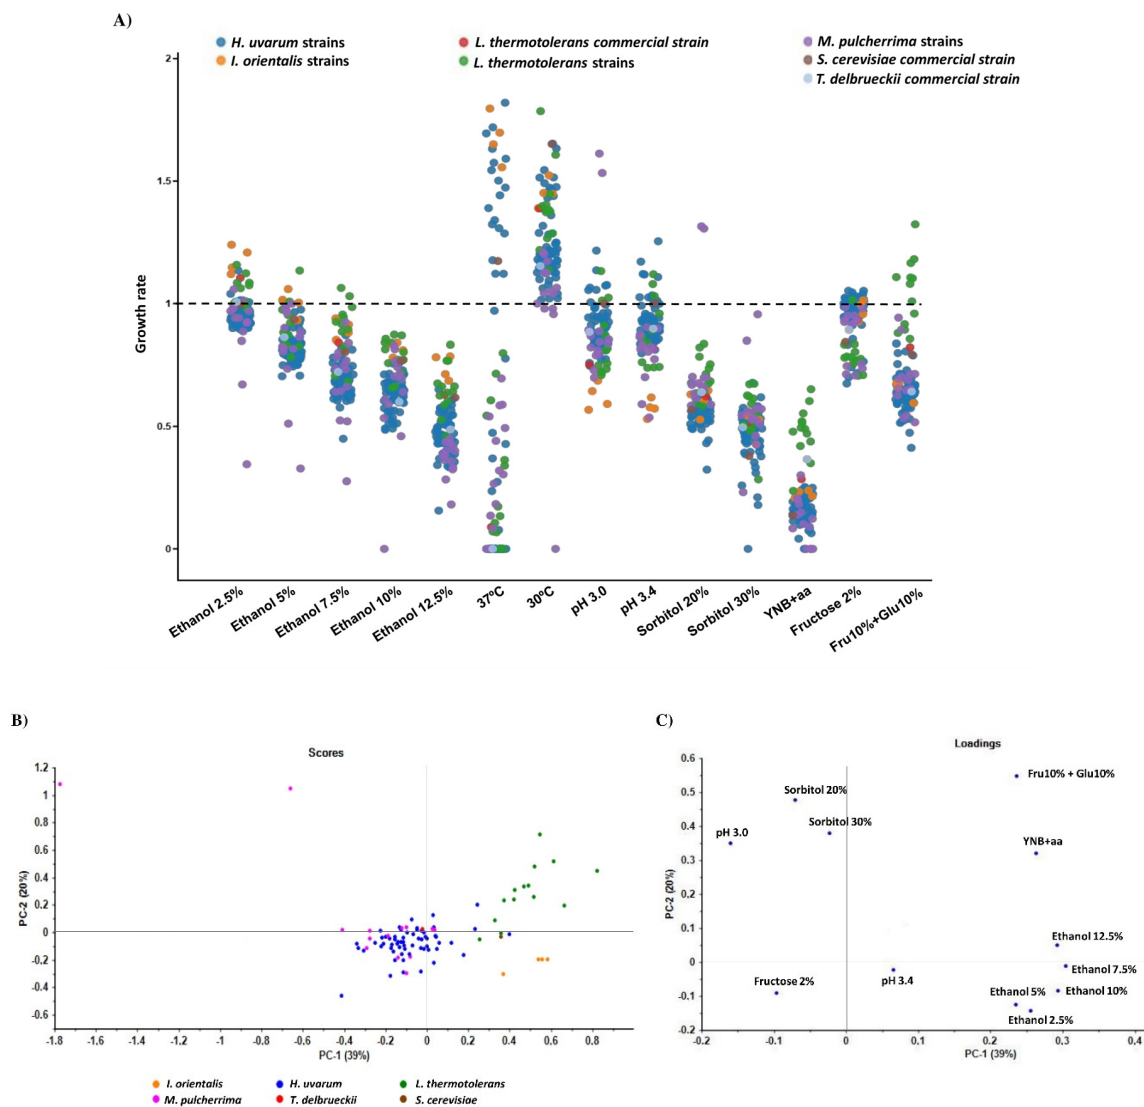 A)
H. uvarum strains
I. orientalis strains
L. thermotolerans commercial strain
L. thermotolerans strains
M. pulcherrima strains
S. cerevisiae commercial strain
T. delbrueckii commercial strain
Growth rate
2
1.5
1
0.5
0
Ethanol 2.5%
Ethanol 5%
Ethanol 7.5%
Ethanol 10%
Ethanol 12.5%
37ºC
30ºC
pH 3.0
pH 3.4
Sorbitol 20%
Sorbitol 30%
YNB+aa
Fructose 2%
Fru10%+Glu10%
B)
Scores
PC-2 (20%)
1.2
1
0.8
0.6
0.4
0.2
0
-0.2
-0.4
-0.6
-1.8
-1.6
-1.4
-1.2
-1
-0.8
-0.6
-0.4
-0.2
0
0.2
0.4
0.6
0.8
PC-1 (39%)
I. orientalis
H. uvarum
L. thermotolerans
M. pulcherrima
T. delbrueckii
S. cerevisiae
C)
Loadings
PC-2 (20%)
0.6
0.5
0.4
0.3
0.2
0.1
0
-0.1
-0.2
Fru10% + Glu10%
Sorbitol 20%
Sorbitol 30%
pH 3.0
YNB+aa
Ethanol 12.5%
Ethanol 7.5%
pH 3.4
Fructose 2%
Ethanol 5%
Ethanol 10%
Ethanol 2.5%
-0.2
-0.1
0
0.1
0.2
0.3
0.4
PC-1 (39%)